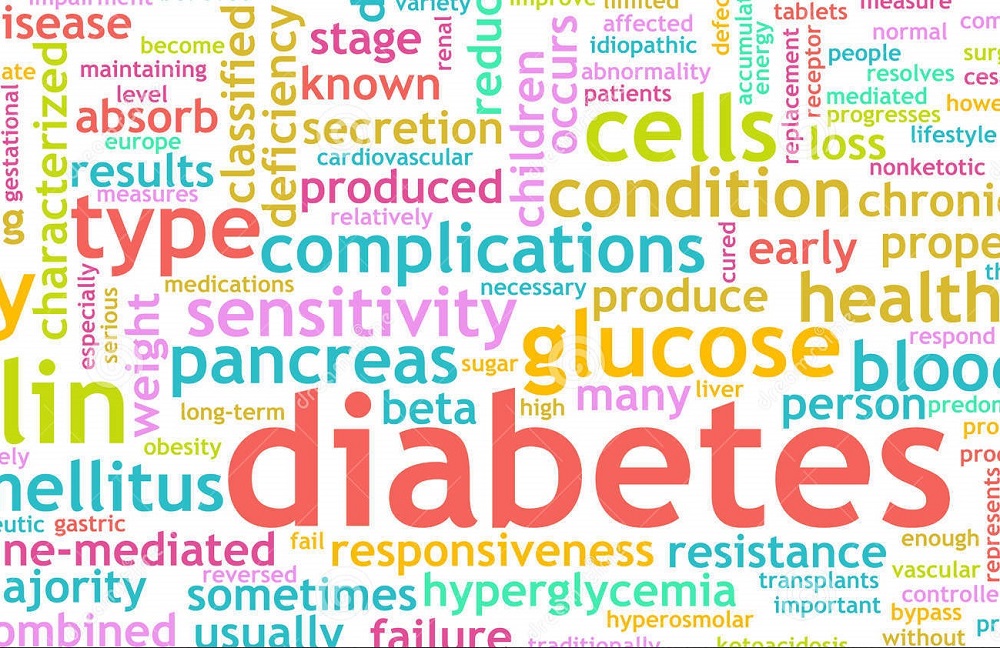 isease
become
variety
improve
limited
measure
affected
tablets
normal
com
stage
renal
idiopathic
people
surg
ate
maintaining
known
abnormality
resolves
ces
level
patients
mediated
howe
absorb
secretion
cells
progresses
europe
loss
lifestyle
results
cardiovascular
nonketotic
measures
produced
condition
chronic
relatively
type
complications
cured
early
prope
gestational
characterized
classified
deficiency
reduc
children
occurs
defec
accumulat
energy
replacement
receptor
medications
necessary
produce
health
especially
serious
weight
sensitivity
glucose
respond
pancreas
sugar
blood
lin
many
liver
person
predom
long-term
beta
high
pro
obesity
diabetes
ely
proc
represents
mellitus
eutic
gastric
fail
responsiveness
resistance
enough
ne-mediated
reversed
transplants
vascular
ajority
sometimes
hyperglycemia
important
controlle
hyperosmolar
bypass
ombined
usually
failure
traditionally
ketoacidosis
without
pr